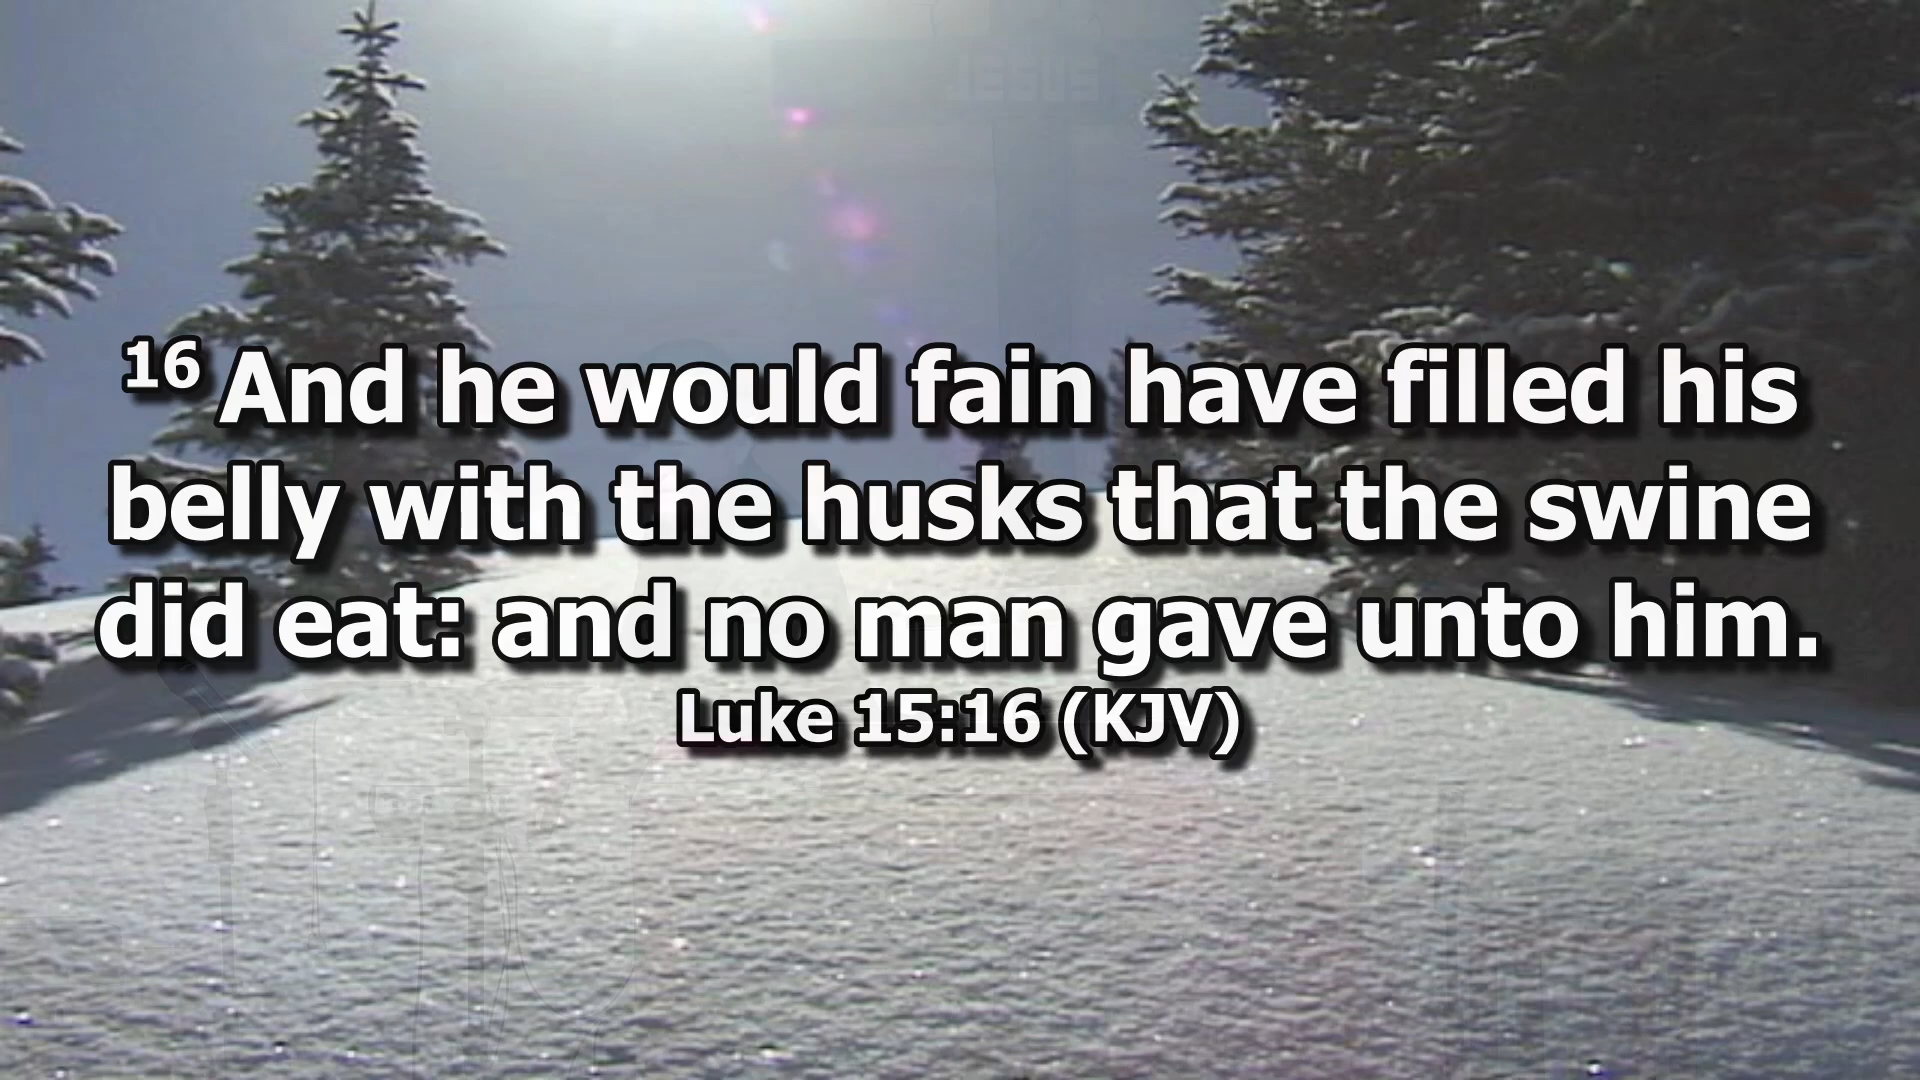 16 And he would fain have filled his
belly with the husks that the swine
did eat: and no man gave unto him.
Luke 15:16 (KJV)
JESUS